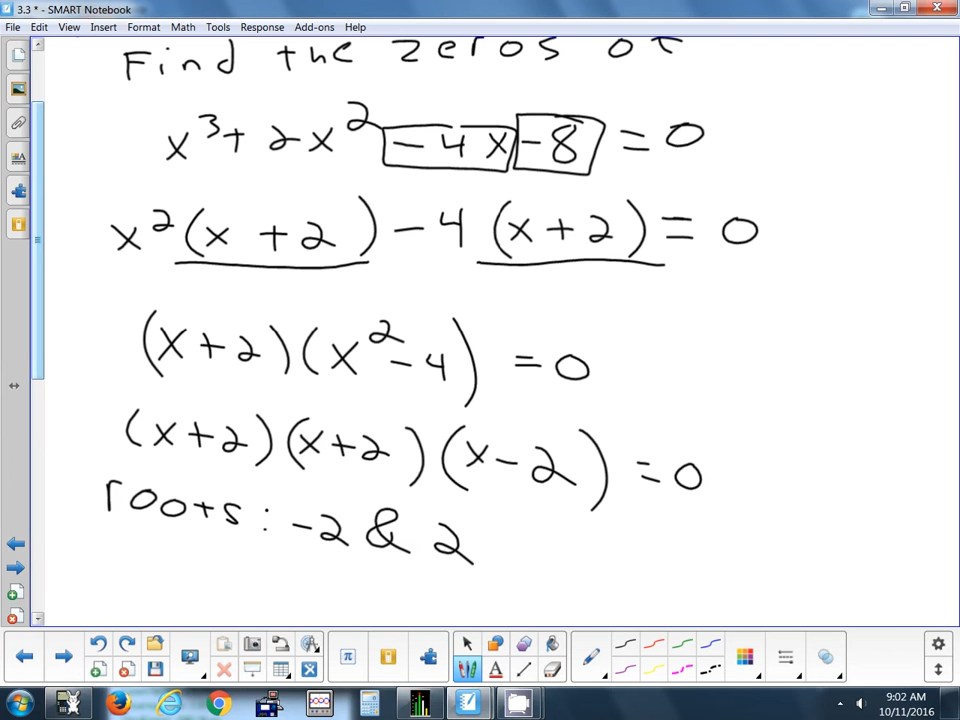 3.3 * - SMART Notebook
File Edit View Insert Format Math Tools Response Add-ons Help
Find the zeros of
x³ + 2x² - 4x - 8 = 0
x² (x + 2) - 4 (x + 2) = 0
(x + 2)(x² - 4) = 0
(x + 2)(x + 2)(x - 2) = 0
roots : -2 & 2
π
A
9:02 AM
10/11/2016